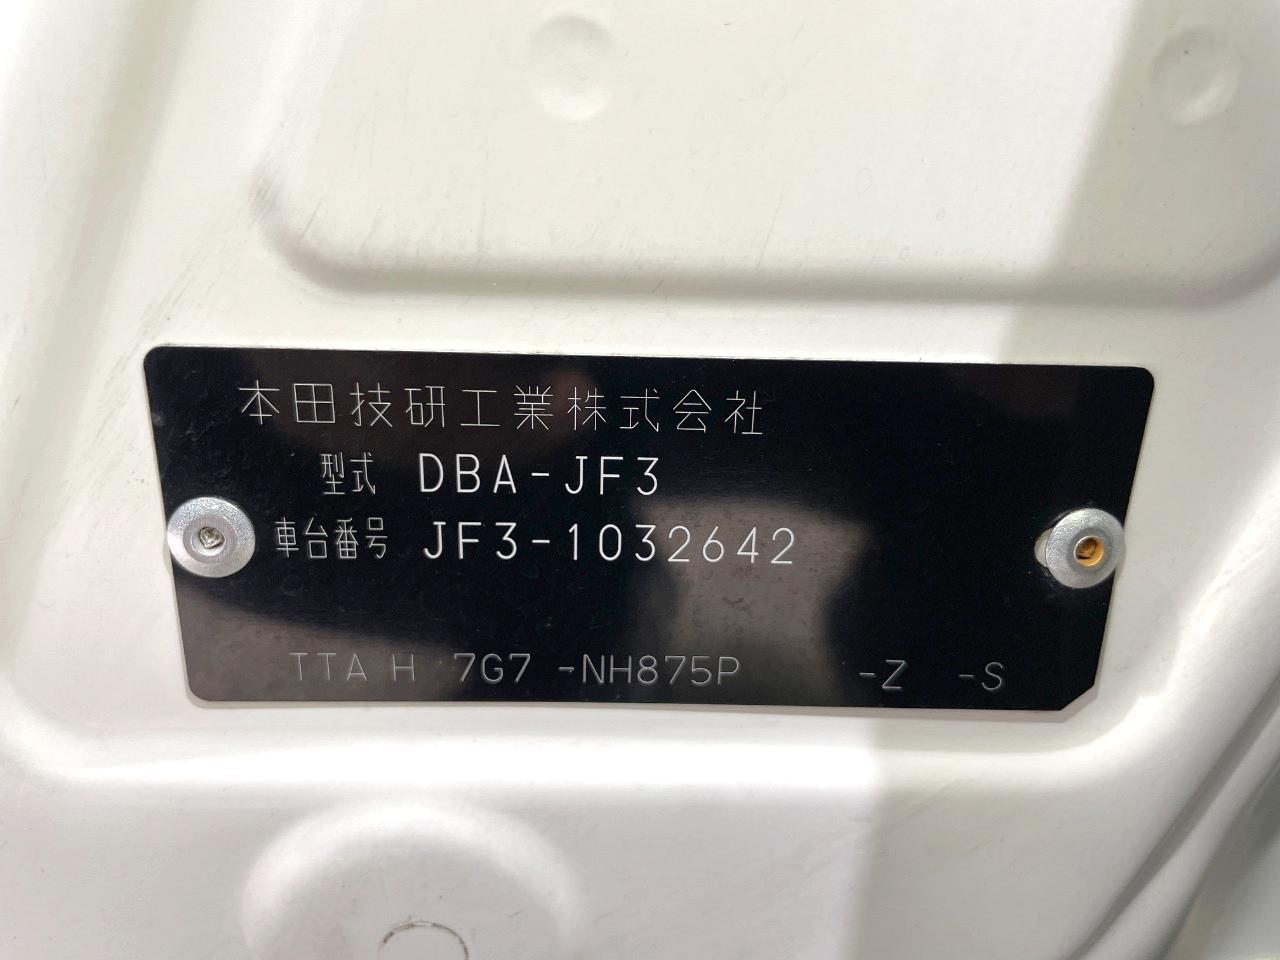 本田技研工業株式会社
型式 DBA-JF3
車台番号 JF3-1032642
TTA H 7G7 -NH875P -Z -S